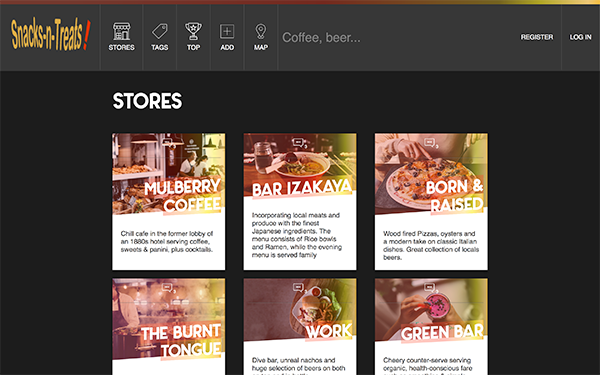 Snacks-n-Treats!
STORES
TAGS
TOP
ADD
MAP
Coffee, beer...
REGISTER
LOG IN
STORES
MULBERRY
COFFEE
Chill cafe in the former lobby of
an 1880s hotel serving coffee,
sweets & panini, plus cocktails.
BAR IZAKAYA
Incorporating local meats and
produce with the finest
Japanese ingredients. The
menu consists of Rice bowls
and Ramen, while the evening
menu is served family
BORN &
RAISED
Wood fired Pizzas, oysters and
a modern take on classic Italian
dishes. Great collection of locals
beers.
THE BURNT
TONGUE
WORK
Dive bar, unreal nachos and
huge selection of beers on both
GREEN BAR
Cheery counter-serve serving
organic, health-conscious fare